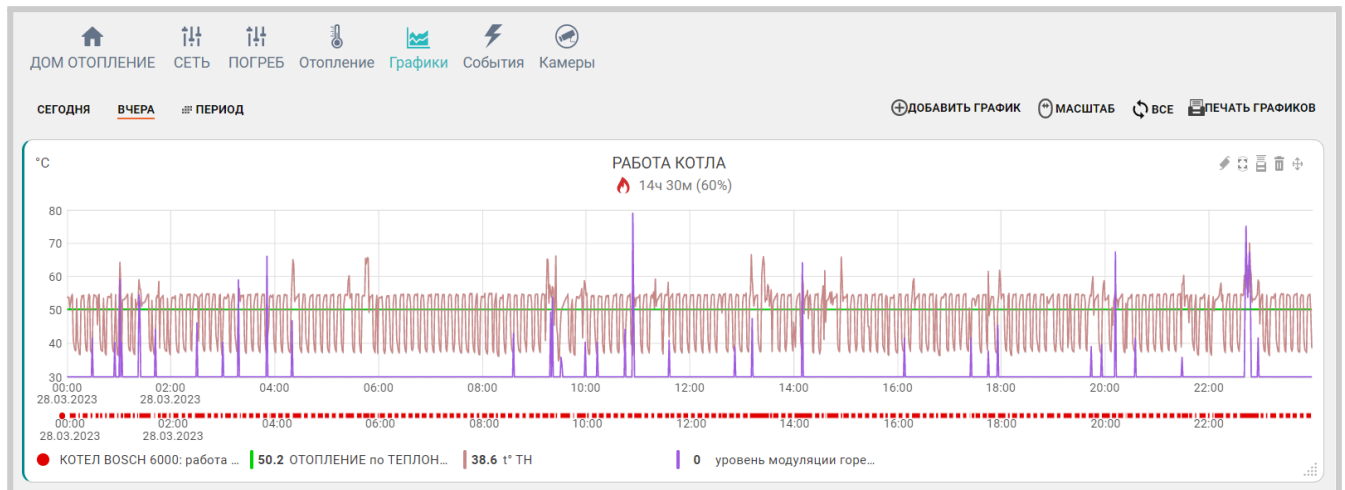 ДОМ ОТОПЛЕНИЕ СЕТЬ ПОГРЕБ Отопление Графики События Камеры
СЕГОДНЯ ВЧЕРА ПЕРИОД ДОБАВИТЬ ГРАФИК МАСШТАБ ВСЕ ПЕЧАТЬ ГРАФИКОВ
°C РАБОТА КОТЛА
14ч 30м (60%)
80
70
60
50
40
30
00:00 02:00 04:00 06:00 08:00 10:00 12:00 14:00 16:00 18:00 20:00 22:00
28.03.2023 28.03.2023
00:00 02:00 04:00 06:00 08:00 10:00 12:00 14:00 16:00 18:00 20:00 22:00
28.03.2023 28.03.2023
КОТЕЛ BOSCH 6000: работа ... 50.2 ОТОПЛЕНИЕ по ТЕПЛОН... 38.6 t° ТН 0 уровень модуляции горе...